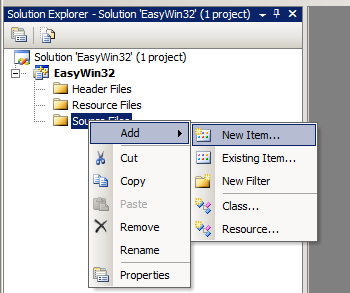 Solution Explorer - Solution 'EasyWin32' (1 project)
Solution 'EasyWin32' (1 project)
EasyWin32
Header Files
Resource Files
Source Files
Add
New Item...
Cut
Existing Item...
Copy
New Filter
Paste
Class...
Remove
Resource...
Rename
Properties